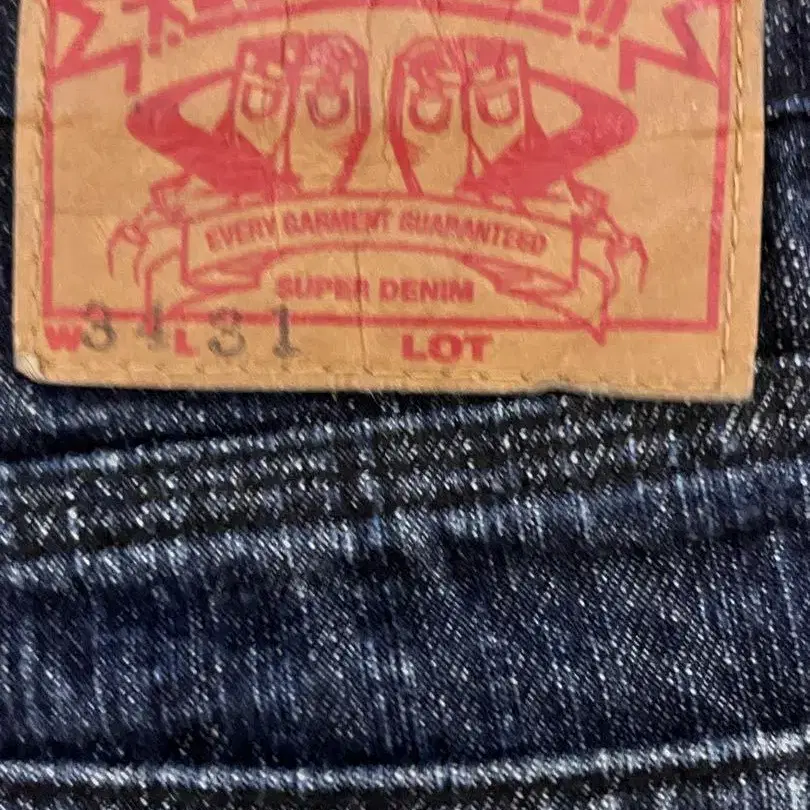 EVERY GARMENT GUARANTEED
SUPER DENIM
W 34 L 31 LOT